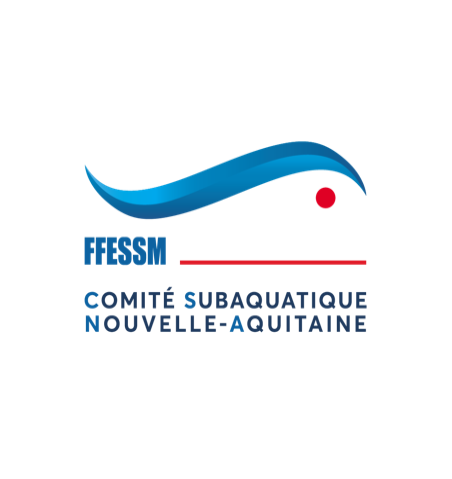 FFESSM
COMITÉ SUBAQUATIQUE
NOUVELLE-AQUITAINE